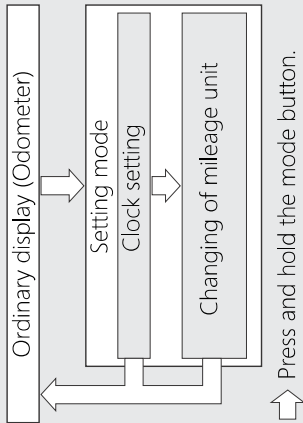 Ordinary display (Odometer)
Setting mode
Clock setting
Changing of mileage unit
Press and hold the mode button.